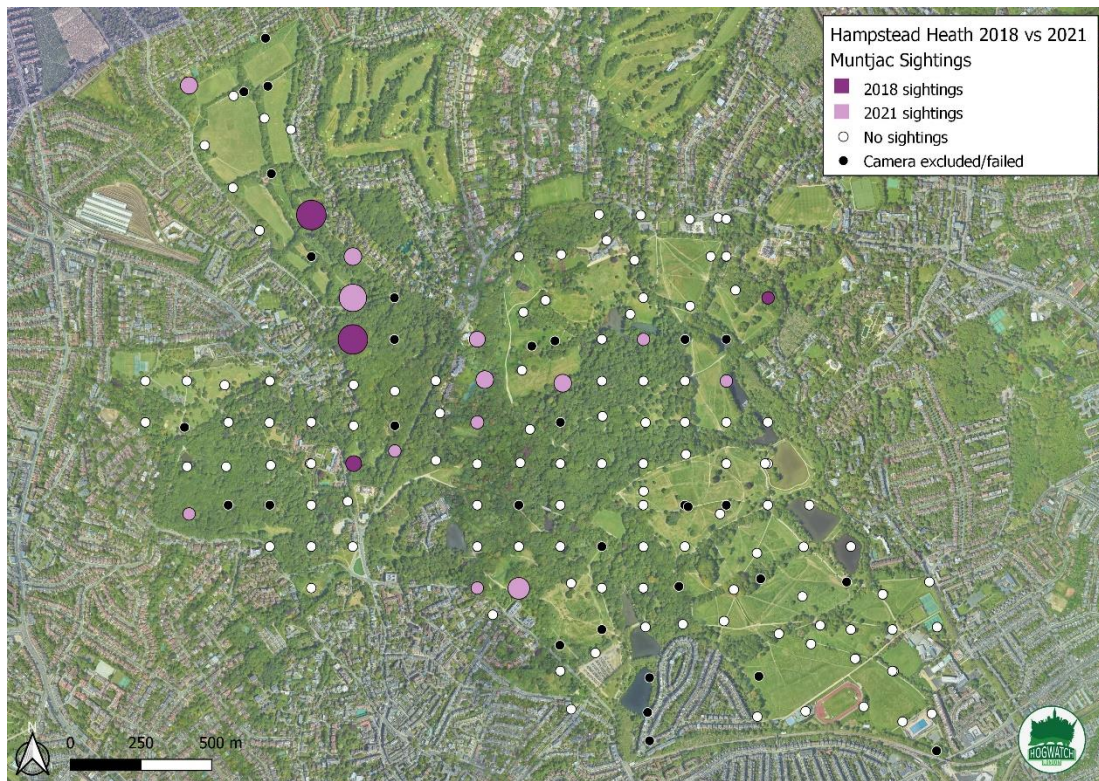 Hampstead Heath 2018 vs 2021
Muntjac Sightings
2018 sightings
2021 sightings
No sightings
Camera excluded/failed
N
0 250 500 m
HOGWATCH
LONDON